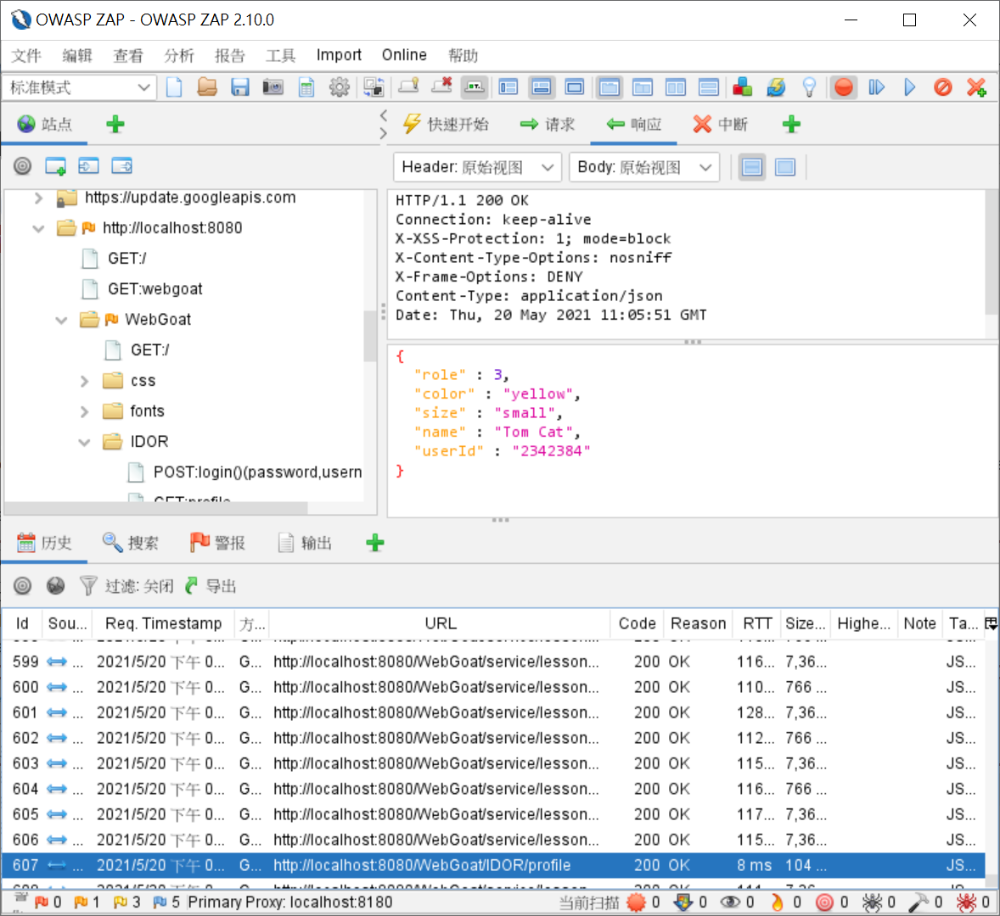 OWASP ZAP - OWASP ZAP 2.10.0
文件 编辑 查看 分析 报告 工具 Import Online 帮助
标准模式
站点
快速开始 请求 响应 中断
Header: 原始视图 Body: 原始视图
https://update.googleapis.com
http://localhost:8080
GET:/
GET:webgoat
WebGoat
GET:/
css
fonts
IDOR
POST:login()(password,usern
GET:profile
HTTP/1.1 200 OK
Connection: keep-alive
X-XSS-Protection: 1; mode=block
X-Content-Type-Options: nosniff
X-Frame-Options: DENY
Content-Type: application/json
Date: Thu, 20 May 2021 11:05:51 GMT
{
"role" : 3,
"color" : "yellow",
"size" : "small",
"name" : "Tom Cat",
"userId" : "2342384"
}
历史 搜索 警报 输出
过滤: 关闭 导出
Id Sou... Req. Timestamp 方... URL Code Reason RTT Size... Highe... Note Ta...
599 ... 2021/5/20 下午 0... G... http://localhost:8080/WebGoat/service/lesson... 200 OK 116... 7,36... JS...
600 ... 2021/5/20 下午 0... G... http://localhost:8080/WebGoat/service/lesson... 200 OK 110... 766 ... JS...
601 ... 2021/5/20 下午 0... G... http://localhost:8080/WebGoat/service/lesson... 200 OK 128... 7,36... JS...
602 ... 2021/5/20 下午 0... G... http://localhost:8080/WebGoat/service/lesson... 200 OK 112... 766 ... JS...
603 ... 2021/5/20 下午 0... G... http://localhost:8080/WebGoat/service/lesson... 200 OK 115... 7,36... JS...
604 ... 2021/5/20 下午 0... G... http://localhost:8080/WebGoat/service/lesson... 200 OK 116... 766 ... JS...
605 ... 2021/5/20 下午 0... G... http://localhost:8080/WebGoat/service/lesson... 200 OK 117... 7,36... JS...
606 ... 2021/5/20 下午 0... G... http://localhost:8080/WebGoat/service/lesson... 200 OK 115... 7,36... JS...
607 ... 2021/5/20 下午 0... G... http://localhost:8080/WebGoat/IDOR/profile 200 OK 8 ms 104 ... JS...
0 1 3 5 Primary Proxy: localhost:8180 当前扫描 0 0 0 0 0 0 0 0